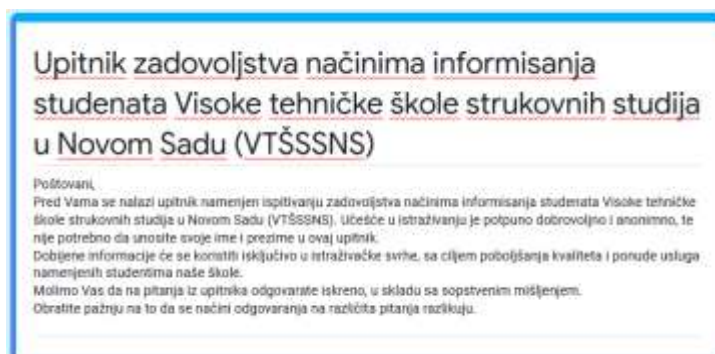 Upitnik zadovoljstva načinima informisanja
studenata Visoke tehničke škole strukovnih studija
u Novom Sadu (VTŠSSNS)
Poštovani,
Pred Vama se nalazi upitnik namenjen ispitivanju zadovoljstva načinima informisanja studenata Visoke tehničke
škole strukovnih studija u Novom Sadu (VTŠSSNS). Učešće u istraživanju je potpuno dobrovoljno i anonimno, te
nije potrebno da unosite svoje ime i prezime u ovaj upitnik.
Dobijene informacije će se koristiti isključivo u istraživačke svrhe, sa ciljem poboljšanja kvaliteta i ponude usluga
namenjenih studentima naše škole.
Molimo Vas da na pitanja iz upitnika odgovarate iskreno, u skladu sa sopstvenim mišljenjem.
Obratite pažnju na to da se načini odgovaranja na različita pitanja razlikuju.